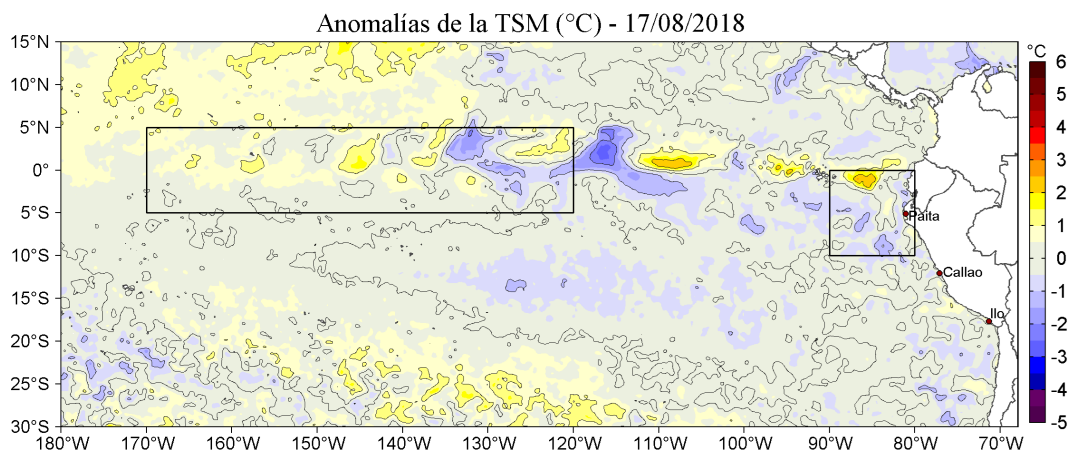 Anomalías de la TSM (°C) - 17/08/2018
15°N
10°N
5°N
0°
5°S
10°S
15°S
20°S
25°S
30°S
180°W
170°W
160°W
150°W
140°W
130°W
120°W
110°W
100°W
90°W
80°W
70°W
Paita
Callao
Ilo
°C
6
5
4
3
2
1
0
-1
-2
-3
-4
-5